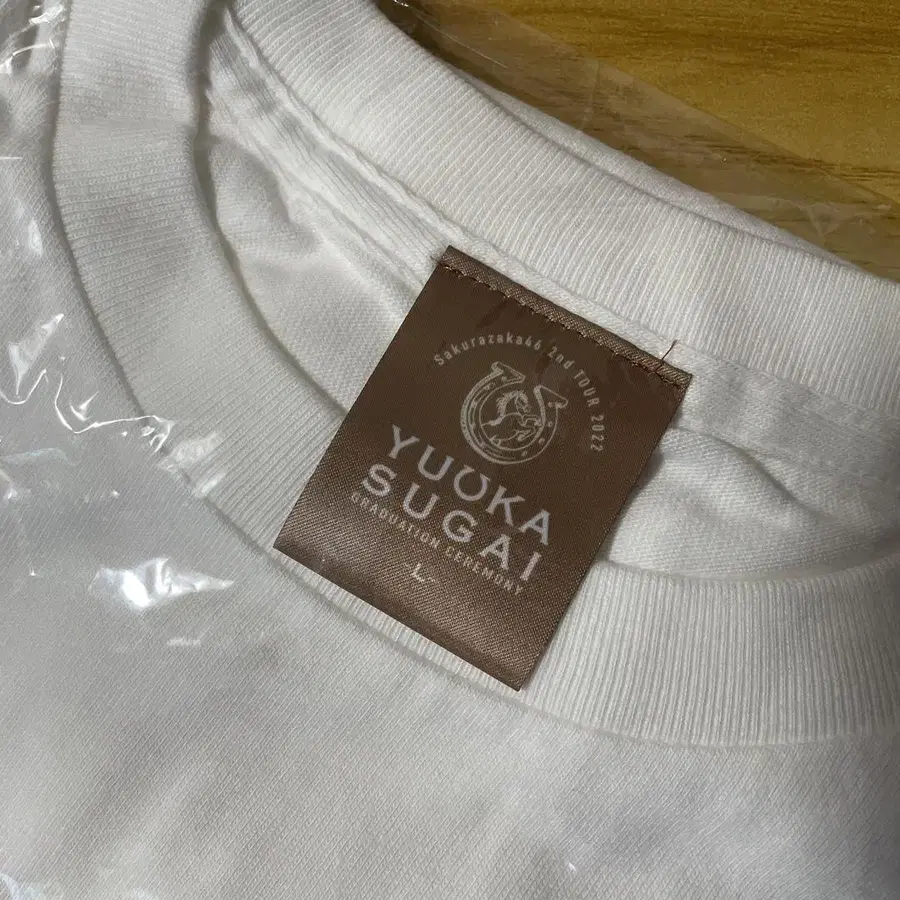 Sakurazaka46 2nd TOUR 2022
YUUKA
SUGAI
GRADUATION CEREMONY
L